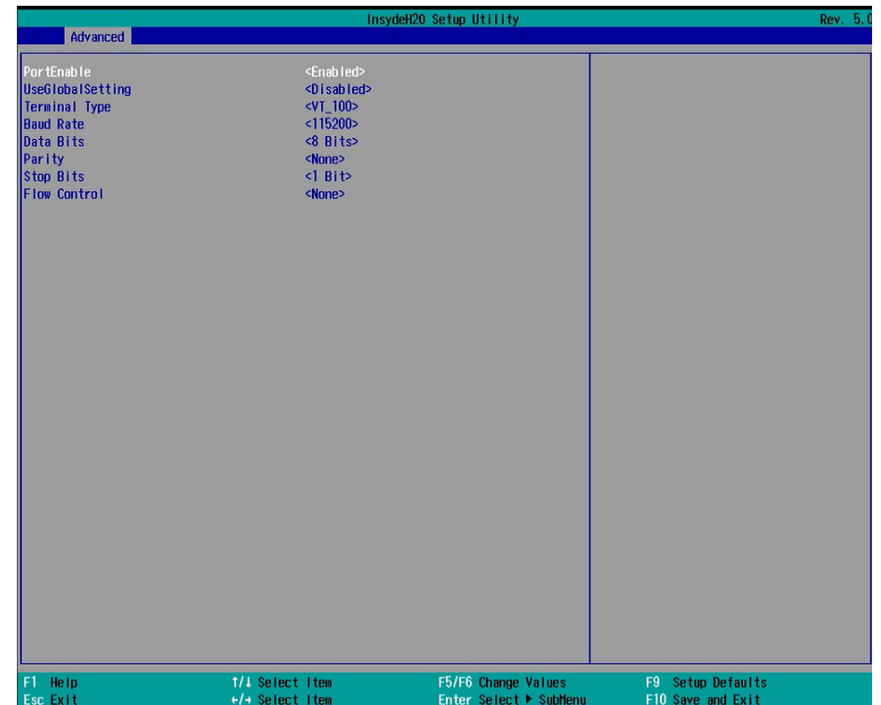 InsydeH20 Setup Utility Rev. 5.0
Advanced
PortEnable <Enabled>
UseGlobalSetting <Disabled>
Terminal Type <VT_100>
Baud Rate <115200>
Data Bits <8 Bits>
Parity <None>
Stop Bits <1 Bit>
Flow Control <None>
F1 Help ↑/↓ Select Item F5/F6 Change Values F9 Setup Defaults
Esc Exit ←/→ Select Item Enter Select ► SubMenu F10 Save and Exit